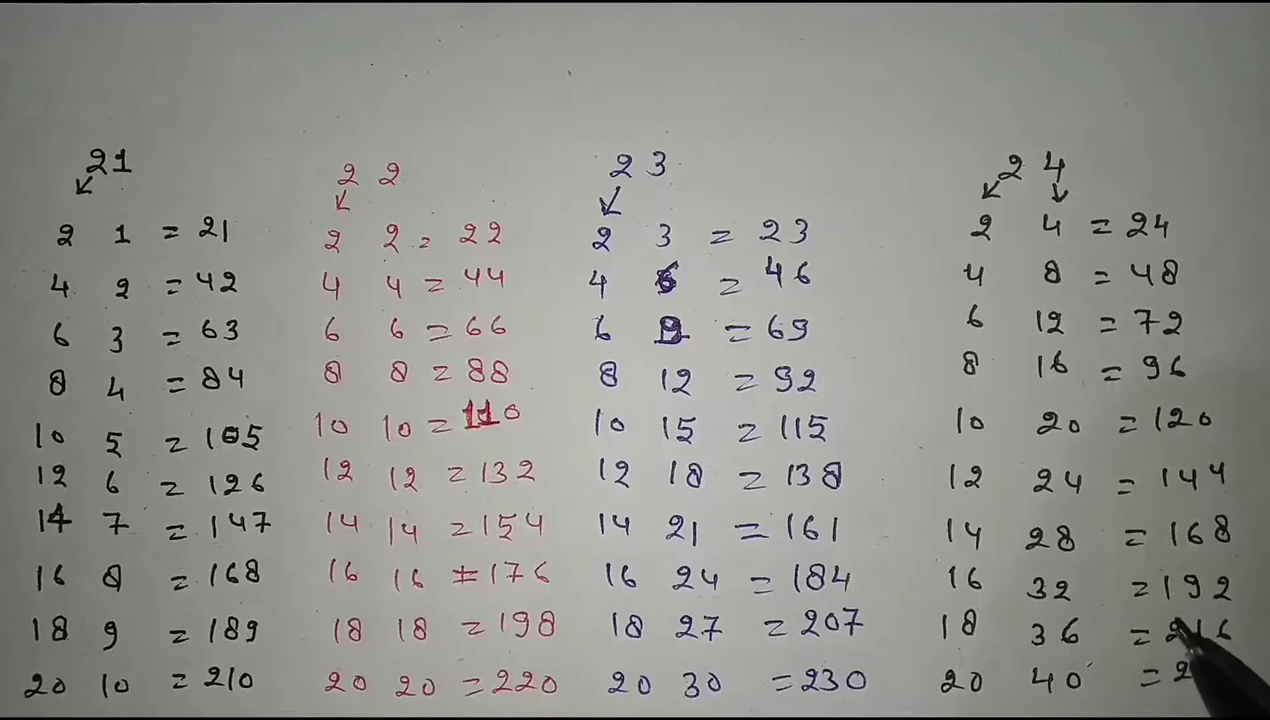 21 22 23 24
2 1 = 21 2 2 = 22 2 3 = 23 2 4 = 24
4 2 = 42 4 4 = 44 4 6 = 46 4 8 = 48
6 3 = 63 6 6 = 66 6 9 = 69 6 12 = 72
8 4 = 84 8 8 = 88 8 12 = 92 8 16 = 96
10 5 = 105 10 10 = 110 10 15 = 115 10 20 = 120
12 6 = 126 12 12 = 132 12 18 = 138 12 24 = 144
14 7 = 147 14 14 = 154 14 21 = 161 14 28 = 168
16 8 = 168 16 16 = 176 16 24 = 184 16 32 = 192
18 9 = 189 18 18 = 198 18 27 = 207 18 36 = 216
20 10 = 210 20 20 = 220 20 30 = 230 20 40 = 2